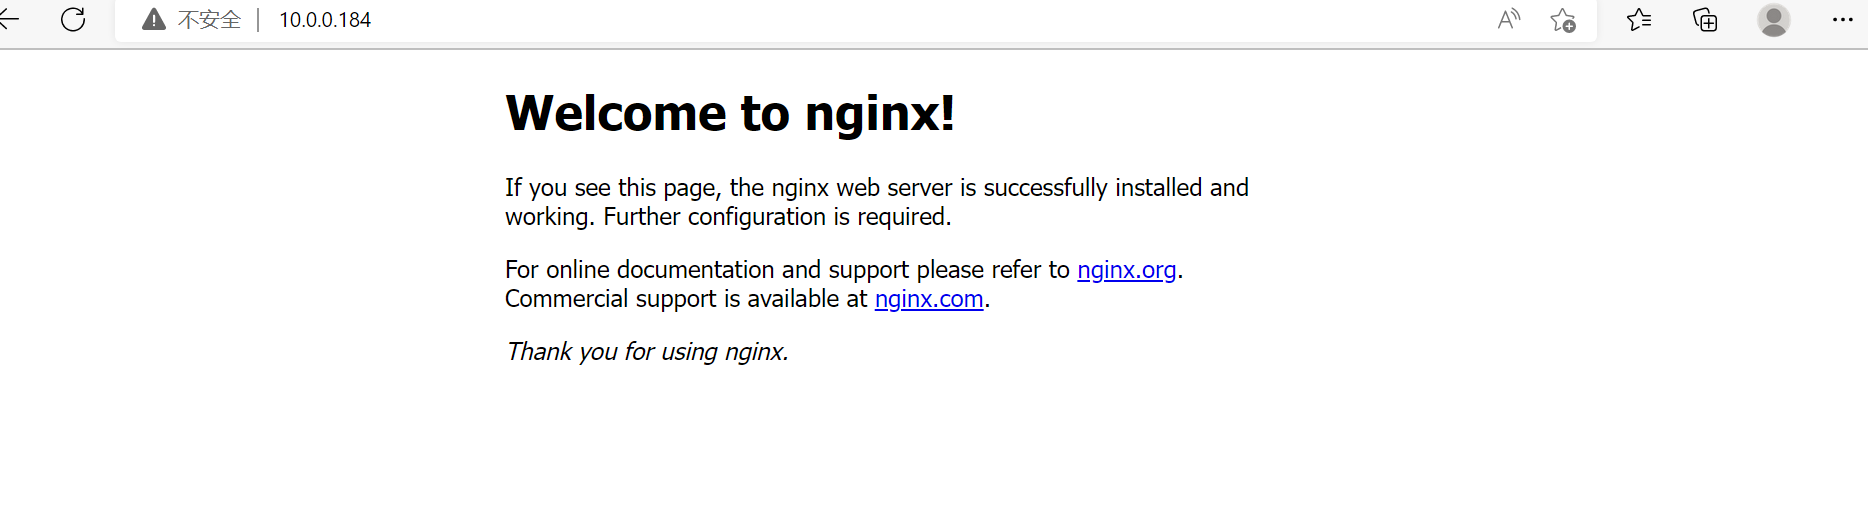 不安全 10.0.0.184
Welcome to nginx!
If you see this page, the nginx web server is successfully installed and
working. Further configuration is required.
For online documentation and support please refer to nginx.org.
Commercial support is available at nginx.com.
Thank you for using nginx.